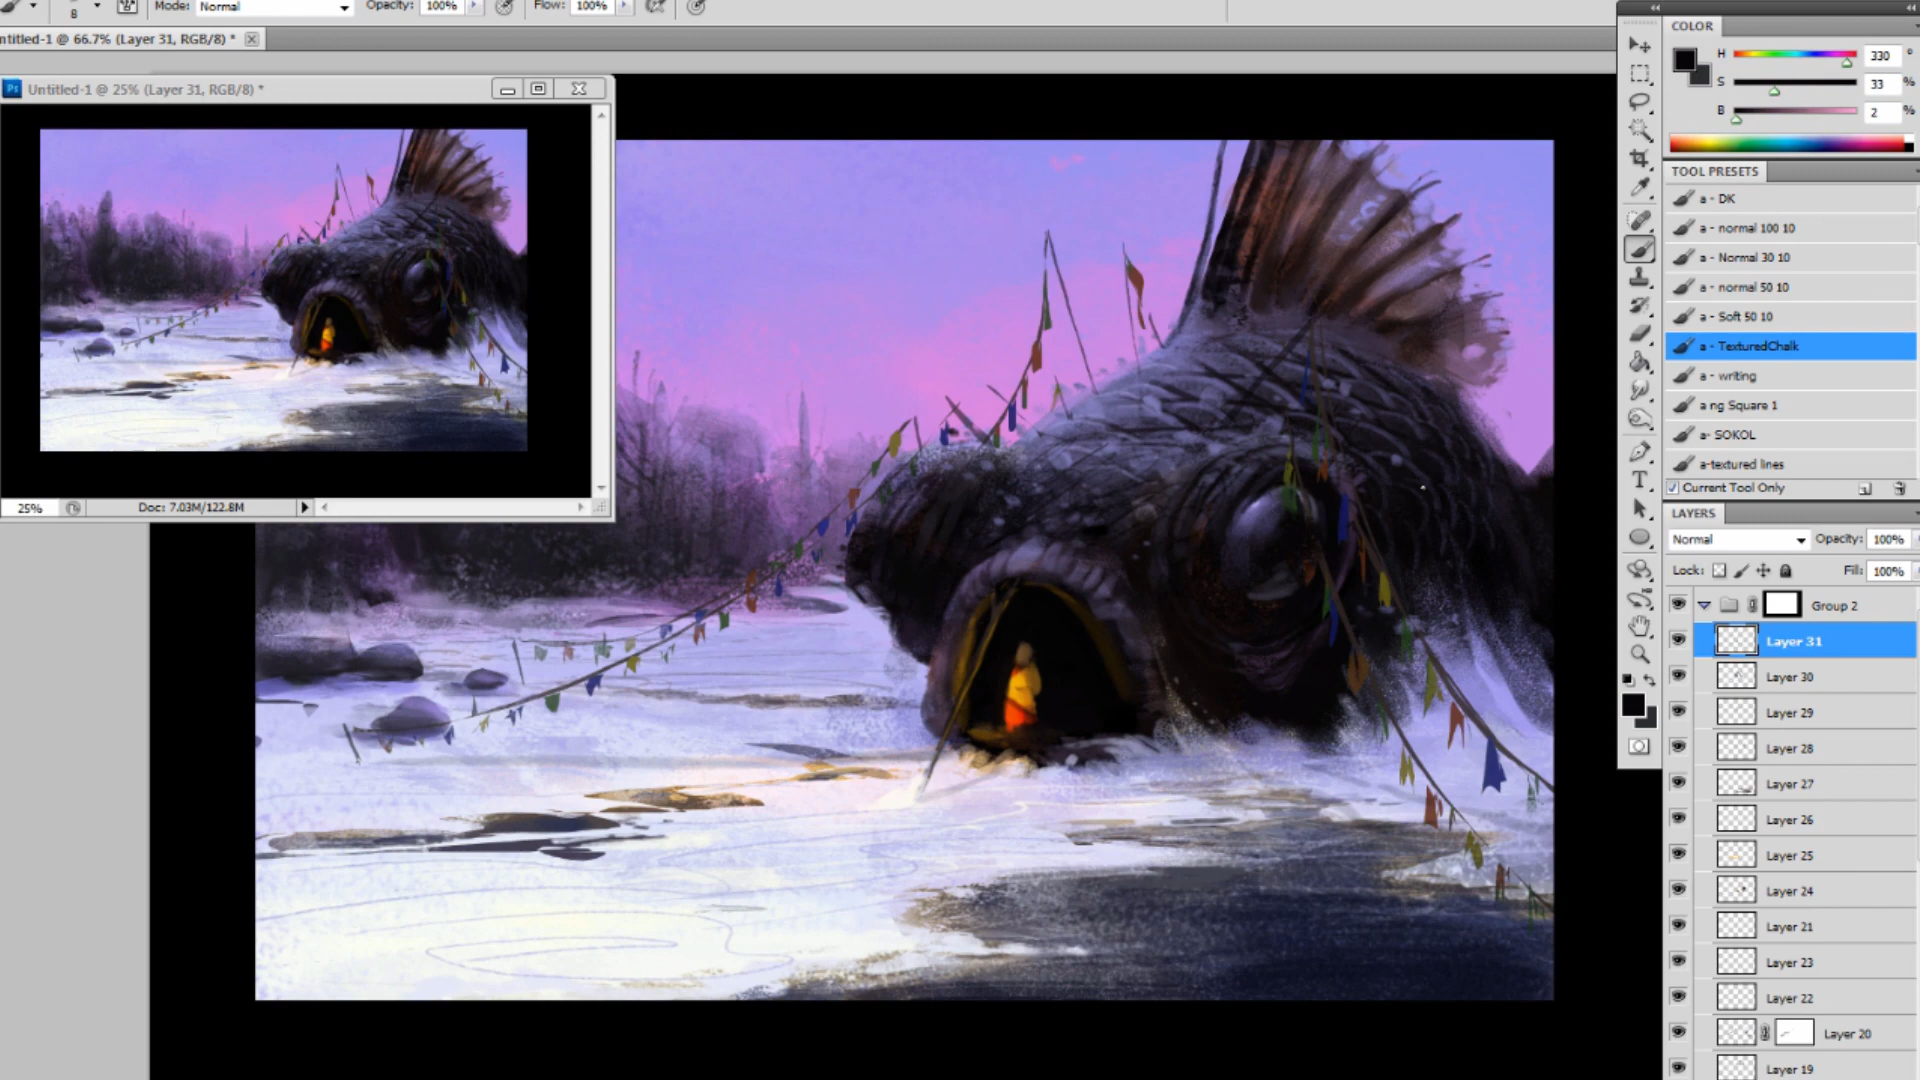 8 Mode: Normal Opacity: 100% Flow: 100%
ntitled-1 @ 66.7% (Layer 31, RGB/8) *
Ps Untitled-1 @ 25% (Layer 31, RGB/8) *
25% Doc: 7.03M/122.8M
COLOR
H 330 °
S 33 %
B 2 %
TOOL PRESETS
a - DK
a - normal 100 10
a - Normal 30 10
a - normal 50 10
a - Soft 50 10
a - TexturedChalk
a - writing
a ng Square 1
a- SOKOL
a-textured lines
Current Tool Only
LAYERS
Normal Opacity: 100%
Lock: Fill: 100%
Group 2
Layer 31
Layer 30
Layer 29
Layer 28
Layer 27
Layer 26
Layer 25
Layer 24
Layer 21
Layer 23
Layer 22
Layer 20
Layer 19